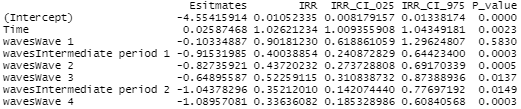 Esitmates IRR IRR_CI_025 IRR_CI_975 P_value
(Intercept) -4.55415914 0.01052335 0.008179157 0.01338174 0.0000
Time 0.02587468 1.02621234 1.009355908 1.04349181 0.0023
wavesWave 1 -0.10334887 0.90181230 0.618861059 1.29624807 0.5830
wavesIntermediate period 1 -0.91531985 0.40038854 0.240872829 0.64423400 0.0003
wavesWave 2 -0.82735921 0.43720232 0.273728808 0.69170339 0.0005
wavesWave 3 -0.64895587 0.52259115 0.310838732 0.87388936 0.0137
wavesIntermediate period 2 -1.04378296 0.35212010 0.142074440 0.77697192 0.0149
wavesWave 4 -1.08957081 0.33636082 0.185328986 0.60840568 0.0003